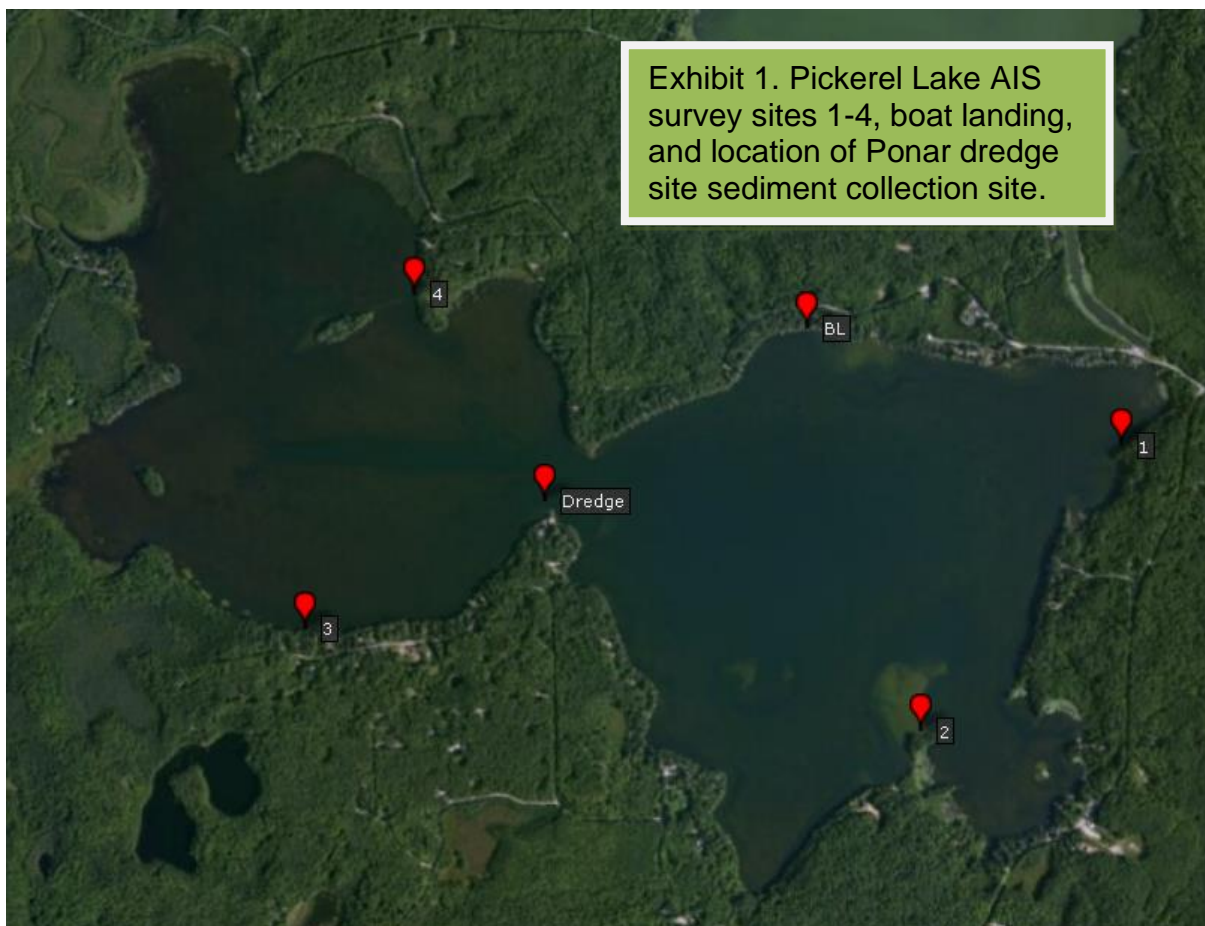 Exhibit 1. Pickerel Lake AIS
survey sites 1-4, boat landing,
and location of Ponar dredge
site sediment collection site.
4
BL
1
Dredge
3
2